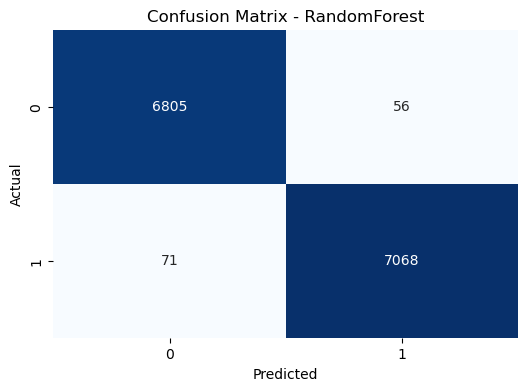 Confusion Matrix - RandomForest
Actual
0
6805
56
1
71
7068
0
1
Predicted